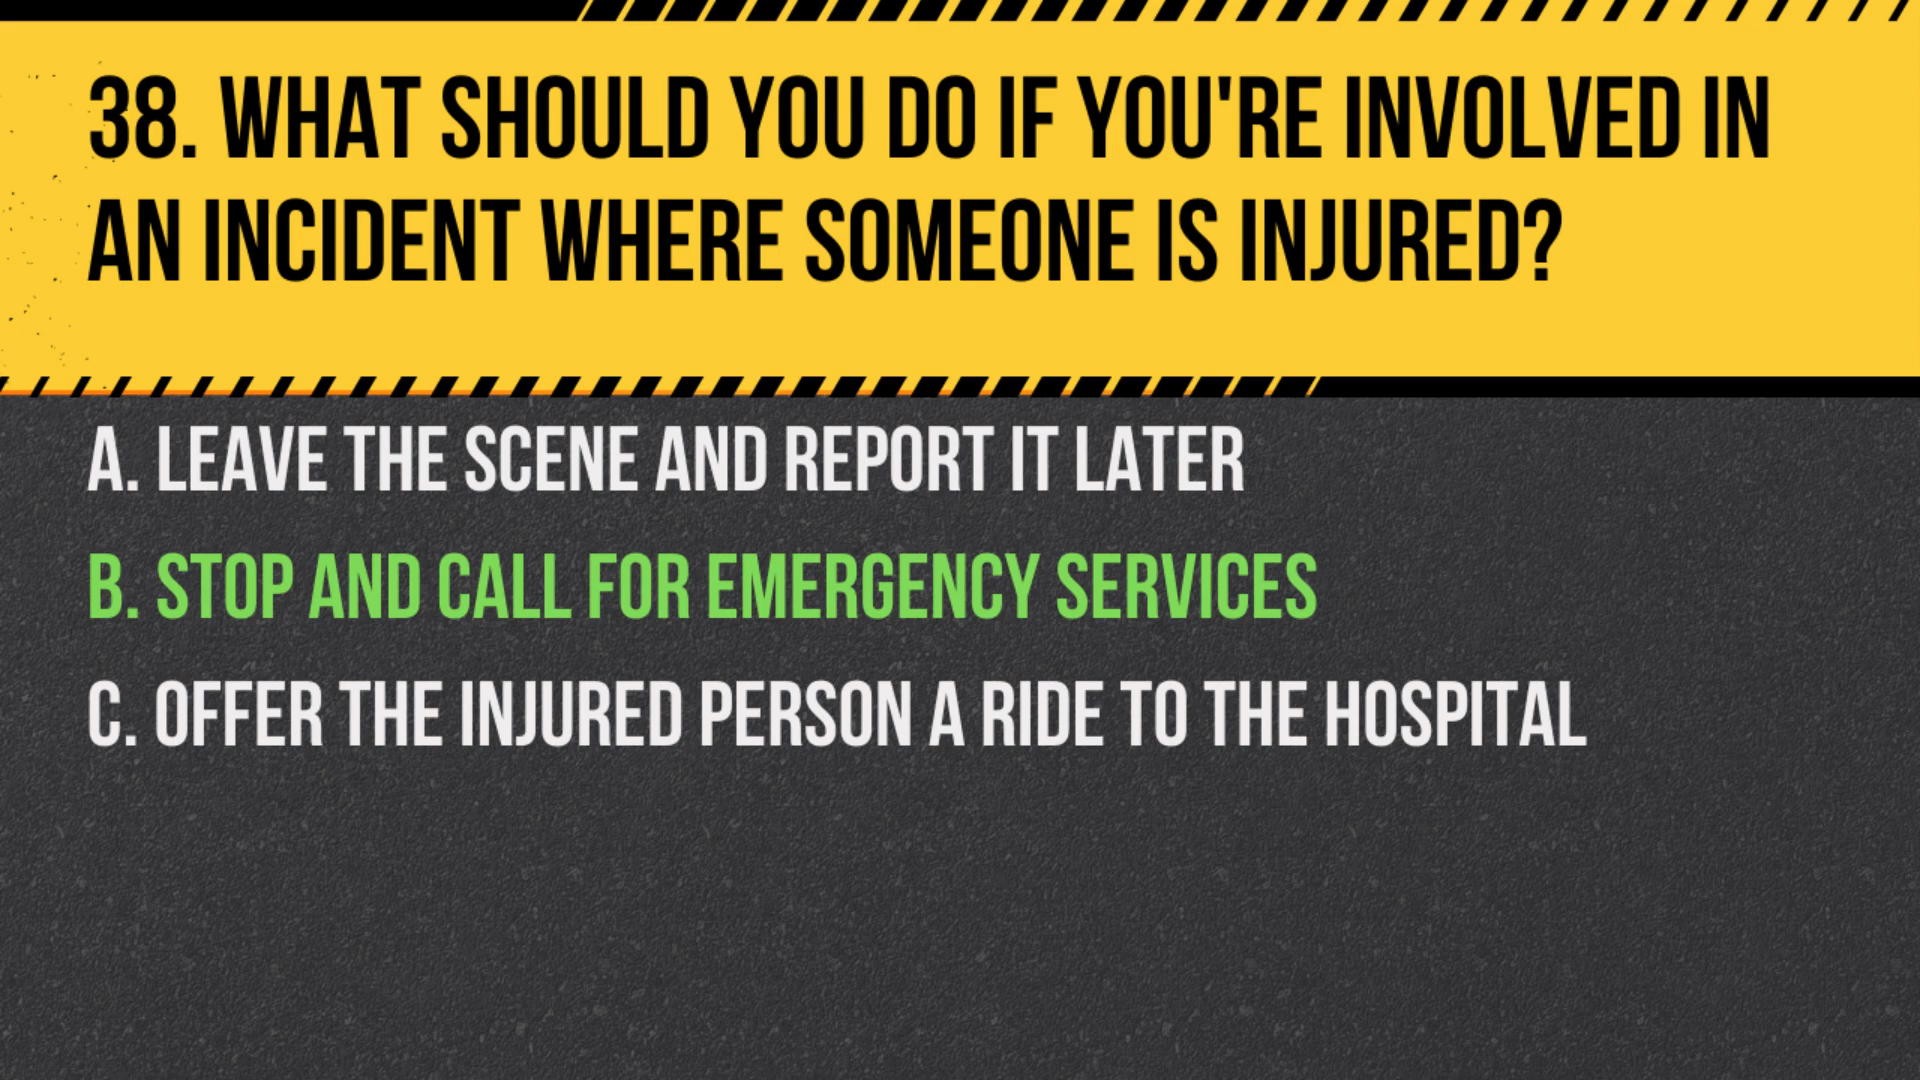 38. WHAT SHOULD YOU DO IF YOU'RE INVOLVED IN
AN INCIDENT WHERE SOMEONE IS INJURED?
A. LEAVE THE SCENE AND REPORT IT LATER
B. STOP AND CALL FOR EMERGENCY SERVICES
C. OFFER THE INJURED PERSON A RIDE TO THE HOSPITAL